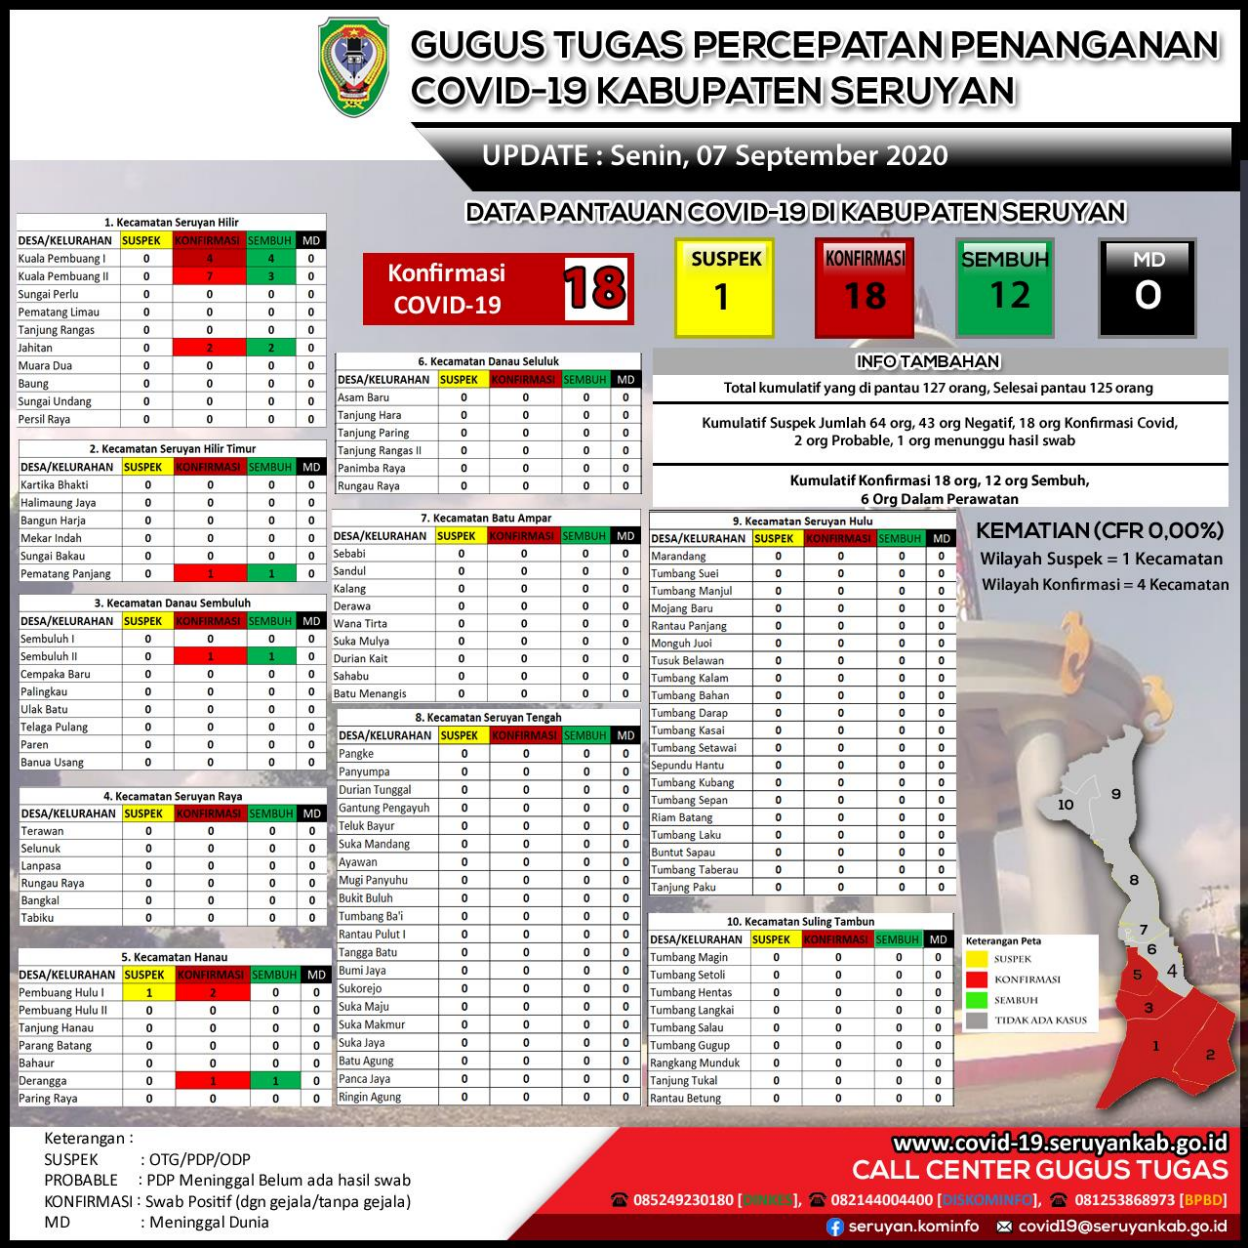 GUGUS TUGAS PERCEPATAN PENANGANAN
COVID-19 KABUPATEN SERUYAN
UPDATE : Senin, 07 September 2020
DATA PANTAUAN COVID-19 DI KABUPATEN SERUYAN
Konfirmasi
COVID-19
18
SUSPEK
1
KONFIRMASI
18
SEMBUH
12
MD
0
INFO TAMBAHAN
Total kumulatif yang di pantau 127 orang, Selesai pantau 125 orang
Kumulatif Suspek Jumlah 64 org, 43 org Negatif, 18 org Konfirmasi Covid,
2 org Probable, 1 org menunggu hasil swab
Kumulatif Konfirmasi 18 org, 12 org Sembuh,
6 Org Dalam Perawatan
KEMATIAN (CFR 0,00%)
Wilayah Suspek = 1 Kecamatan
Wilayah Konfirmasi = 4 Kecamatan
1. Kecamatan Seruyan Hilir
DESA/KELURAHAN SUSPEK KONFIRMASI SEMBUH MD
Kuala Pembuang I 0 4 4 0
Kuala Pembuang II 0 7 3 0
Sungai Perlu 0 0 0 0
Pematang Limau 0 0 0 0
Tanjung Rangas 0 0 0 0
Jahitan 0 2 2 0
Muara Dua 0 0 0 0
Baung 0 0 0 0
Sungai Undang 0 0 0 0
Persil Raya 0 0 0 0
2. Kecamatan Seruyan Hilir Timur
DESA/KELURAHAN SUSPEK KONFIRMASI SEMBUH MD
Kartika Bhakti 0 0 0 0
Halimaung Jaya 0 0 0 0
Bangun Harja 0 0 0 0
Mekar Indah 0 0 0 0
Sungai Bakau 0 0 0 0
Pematang Panjang 0 1 1 0
3. Kecamatan Danau Sembuluh
DESA/KELURAHAN SUSPEK KONFIRMASI SEMBUH MD
Sembuluh I 0 0 0 0
Sembuluh II 0 1 1 0
Cempaka Baru 0 0 0 0
Palingkau 0 0 0 0
Ulak Batu 0 0 0 0
Telaga Pulang 0 0 0 0
Paren 0 0 0 0
Banua Usang 0 0 0 0
4. Kecamatan Seruyan Raya
DESA/KELURAHAN SUSPEK KONFIRMASI SEMBUH MD
Terawan 0 0 0 0
Selunuk 0 0 0 0
Lanpasa 0 0 0 0
Rungau Raya 0 0 0 0
Bangkal 0 0 0 0
Tabiku 0 0 0 0
5. Kecamatan Hanau
DESA/KELURAHAN SUSPEK KONFIRMASI SEMBUH MD
Pembuang Hulu I 1 2 0 0
Pembuang Hulu II 0 0 0 0
Tanjung Hanau 0 0 0 0
Parang Batang 0 0 0 0
Bahaur 0 0 0 0
Derangga 0 1 1 0
Paring Raya 0 0 0 0
6. Kecamatan Danau Seluluk
DESA/KELURAHAN SUSPEK KONFIRMASI SEMBUH MD
Asam Baru 0 0 0 0
Tanjung Hara 0 0 0 0
Tanjung Paring 0 0 0 0
Tanjung Rangas II 0 0 0 0
Panimba Raya 0 0 0 0
Rungau Raya 0 0 0 0
7. Kecamatan Batu Ampar
DESA/KELURAHAN SUSPEK KONFIRMASI SEMBUH MD
Sebabi 0 0 0 0
Sandul 0 0 0 0
Kalang 0 0 0 0
Derawa 0 0 0 0
Wana Tirta 0 0 0 0
Suka Mulya 0 0 0 0
Durian Kait 0 0 0 0
Sahabu 0 0 0 0
Batu Menangis 0 0 0 0
8. Kecamatan Seruyan Tengah
DESA/KELURAHAN SUSPEK KONFIRMASI SEMBUH MD
Pangke 0 0 0 0
Panyumpa 0 0 0 0
Durian Tunggal 0 0 0 0
Gantung Pengayuh 0 0 0 0
Teluk Bayur 0 0 0 0
Suka Mandang 0 0 0 0
Ayawan 0 0 0 0
Mugi Panyuhu 0 0 0 0
Bukit Buluh 0 0 0 0
Tumbang Ba'i 0 0 0 0
Rantau Pulut I 0 0 0 0
Tangga Batu 0 0 0 0
Bumi Jaya 0 0 0 0
Sukorejo 0 0 0 0
Suka Maju 0 0 0 0
Suka Makmur 0 0 0 0
Suka Jaya 0 0 0 0
Batu Agung 0 0 0 0
Panca Jaya 0 0 0 0
Ringin Agung 0 0 0 0
9. Kecamatan Seruyan Hulu
DESA/KELURAHAN SUSPEK KONFIRMASI SEMBUH MD
Marandang 0 0 0 0
Tumbang Suei 0 0 0 0
Tumbang Manjul 0 0 0 0
Mojang Baru 0 0 0 0
Rantau Panjang 0 0 0 0
Monguh Juoi 0 0 0 0
Tusuk Belawan 0 0 0 0
Tumbang Kalam 0 0 0 0
Tumbang Bahan 0 0 0 0
Tumbang Darap 0 0 0 0
Tumbang Kasai 0 0 0 0
Tumbang Setawai 0 0 0 0
Sepundu Hantu 0 0 0 0
Tumbang Kubang 0 0 0 0
Tumbang Sepan 0 0 0 0
Riam Batang 0 0 0 0
Tumbang Laku 0 0 0 0
Buntut Sapau 0 0 0 0
Tumbang Taberau 0 0 0 0
Tanjung Paku 0 0 0 0
10. Kecamatan Suling Tambun
DESA/KELURAHAN SUSPEK KONFIRMASI SEMBUH MD
Tumbang Magin 0 0 0 0
Tumbang Setoli 0 0 0 0
Tumbang Hentas 0 0 0 0
Tumbang Langkai 0 0 0 0
Tumbang Salau 0 0 0 0
Tumbang Gugup 0 0 0 0
Rangkang Munduk 0 0 0 0
Tanjung Tukal 0 0 0 0
Rantau Betung 0 0 0 0
Keterangan Peta
SUSPEK
KONFIRMASI
SEMBUH
TIDAK ADA KASUS
10
9
8
7
6
5
4
3
1
2
Keterangan :
SUSPEK : OTG/PDP/ODP
PROBABLE : PDP Meninggal Belum ada hasil swab
KONFIRMASI : Swab Positif (dgn gejala/tanpa gejala)
MD : Meninggal Dunia
www.covid-19.seruyankab.go.id
CALL CENTER GUGUS TUGAS
085249230180 [DINKES], 082144004400 [DISKOMINFO], 081253868973 [BPBD]
seruyan.kominfo covid19@seruyankab.go.id